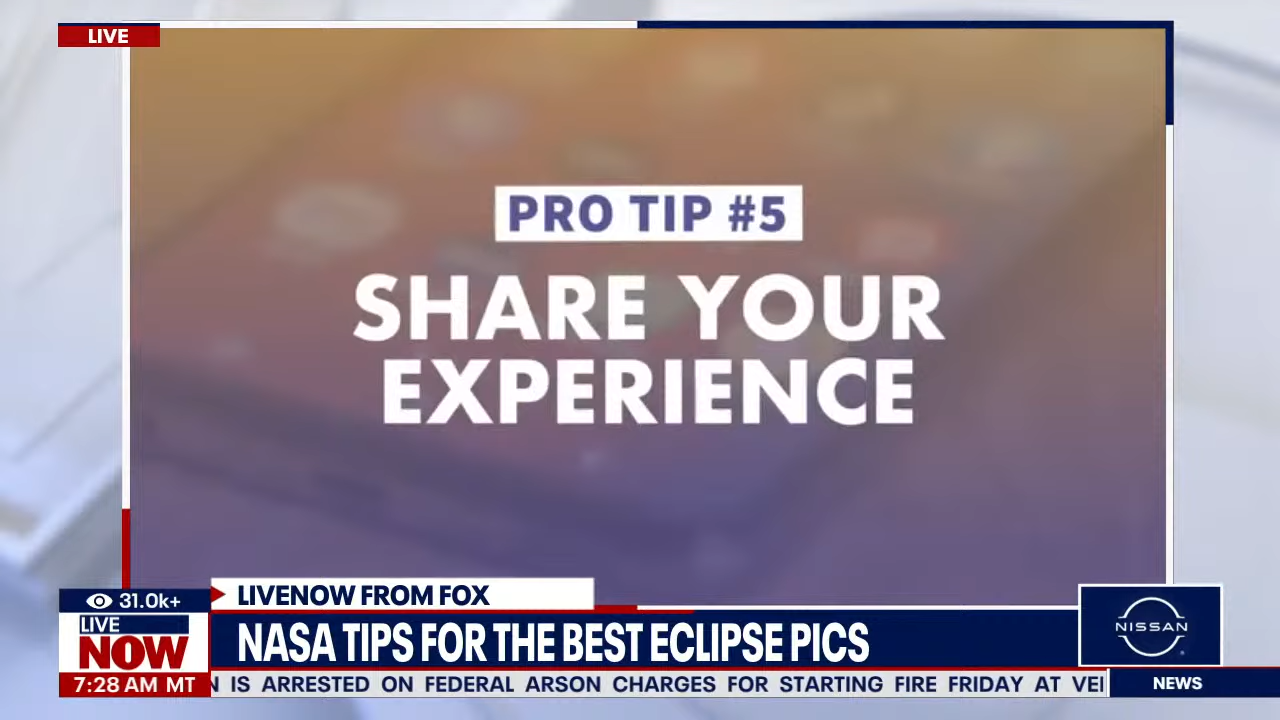 LIVE
PRO TIP #5
SHARE YOUR
EXPERIENCE
31.0k+
LIVENOW FROM FOX
LIVE
NOW
NASA TIPS FOR THE BEST ECLIPSE PICS
NISSAN
7:28 AM MT
IS ARRESTED ON FEDERAL ARSON CHARGES FOR STARTING FIRE FRIDAY AT
NEWS